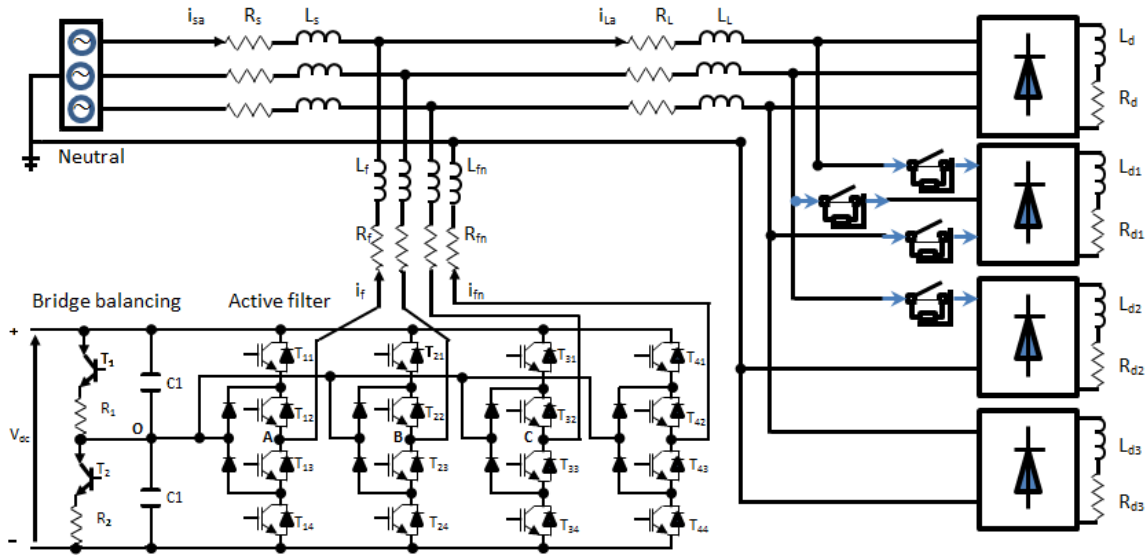 i_sa R_s L_s i_La R_L L_L
L_d
R_d
Neutral
L_f L_fn
L_d1
R_f R_fn
R_d1
i_f i_fn
Bridge balancing Active filter
L_d2
+ T_1 T_11 T_21 T_31 T_41
C1
R_d2
R_1 T_12 T_22 T_32 T_42
V_dc O A B C
L_d3
T_2 T_13 T_23 T_33 T_43
C1
R_d3
R_2 T_14 T_24 T_34 T_44
-